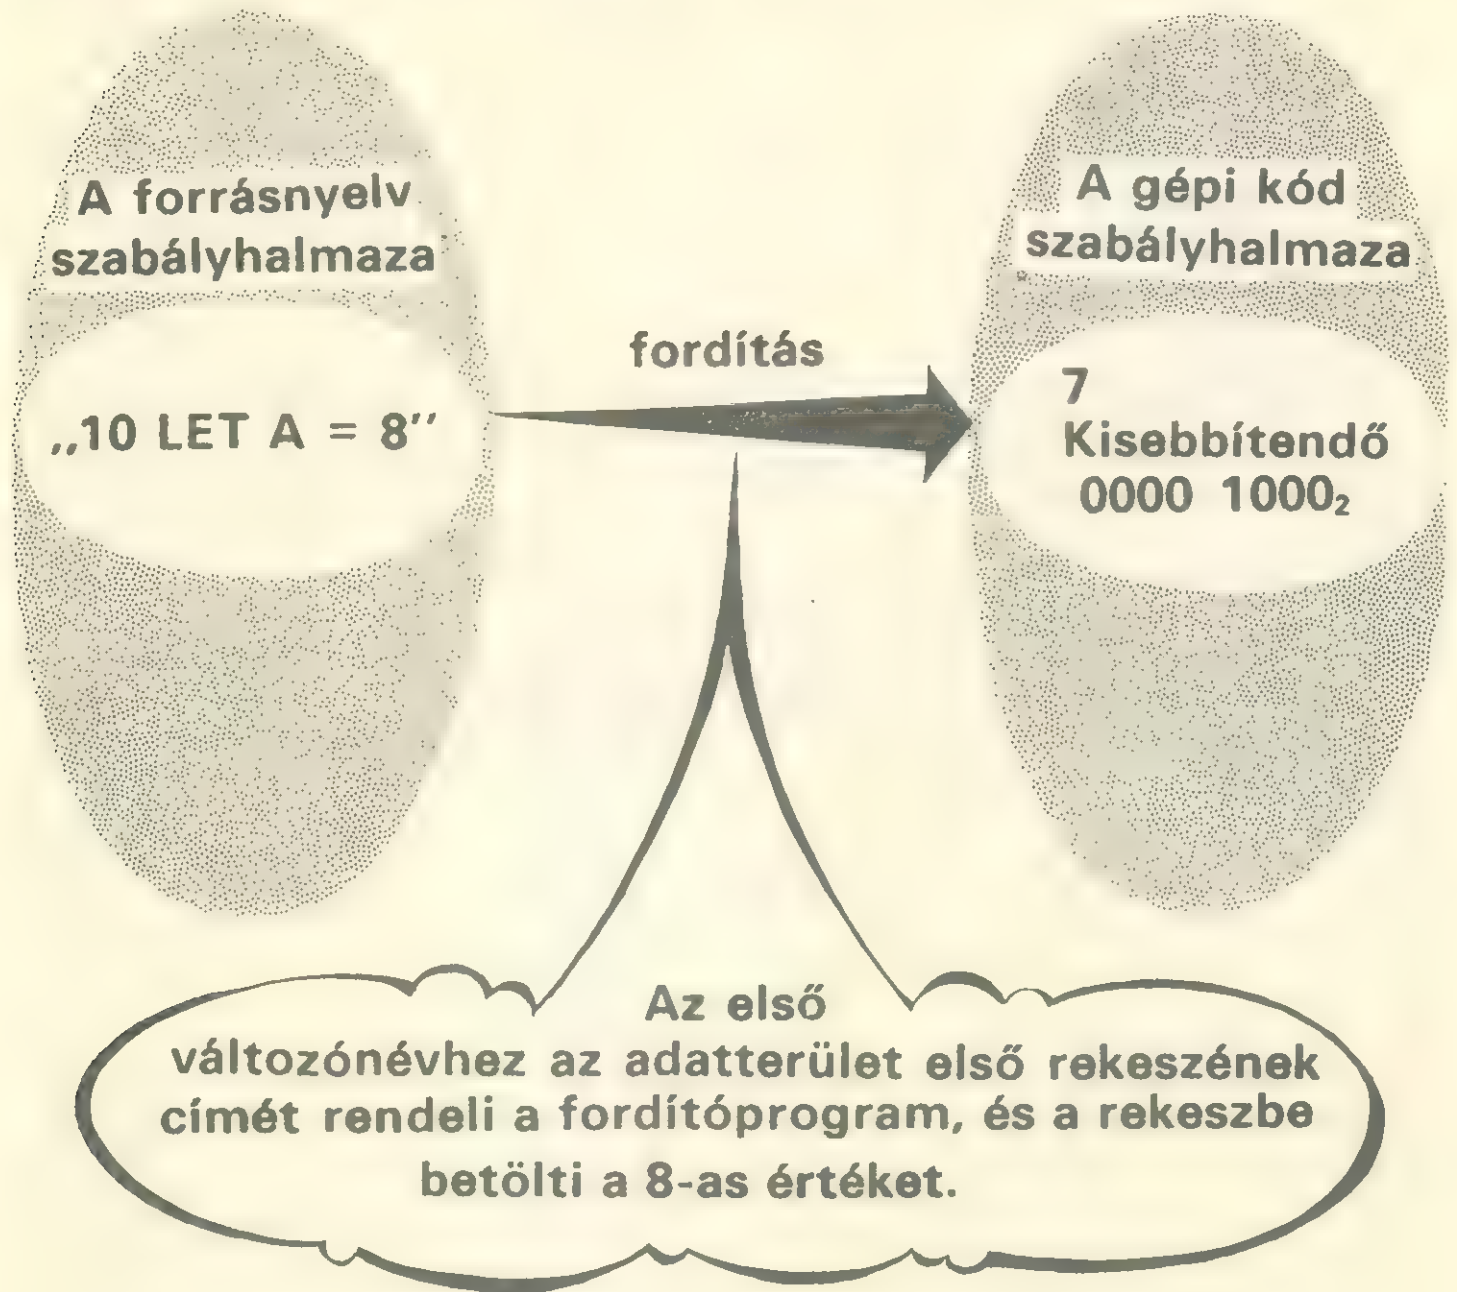 A forrásnyelv
szabályhalmaza
„10 LET A = 8”
fordítás
A gépi kód
szabályhalmaza
7
Kisebbítendő
0000 1000₂
Az első
változónévhez az adatterület első rekeszének
címét rendeli a fordítóprogram, és a rekeszbe
betölti a 8-as értéket.